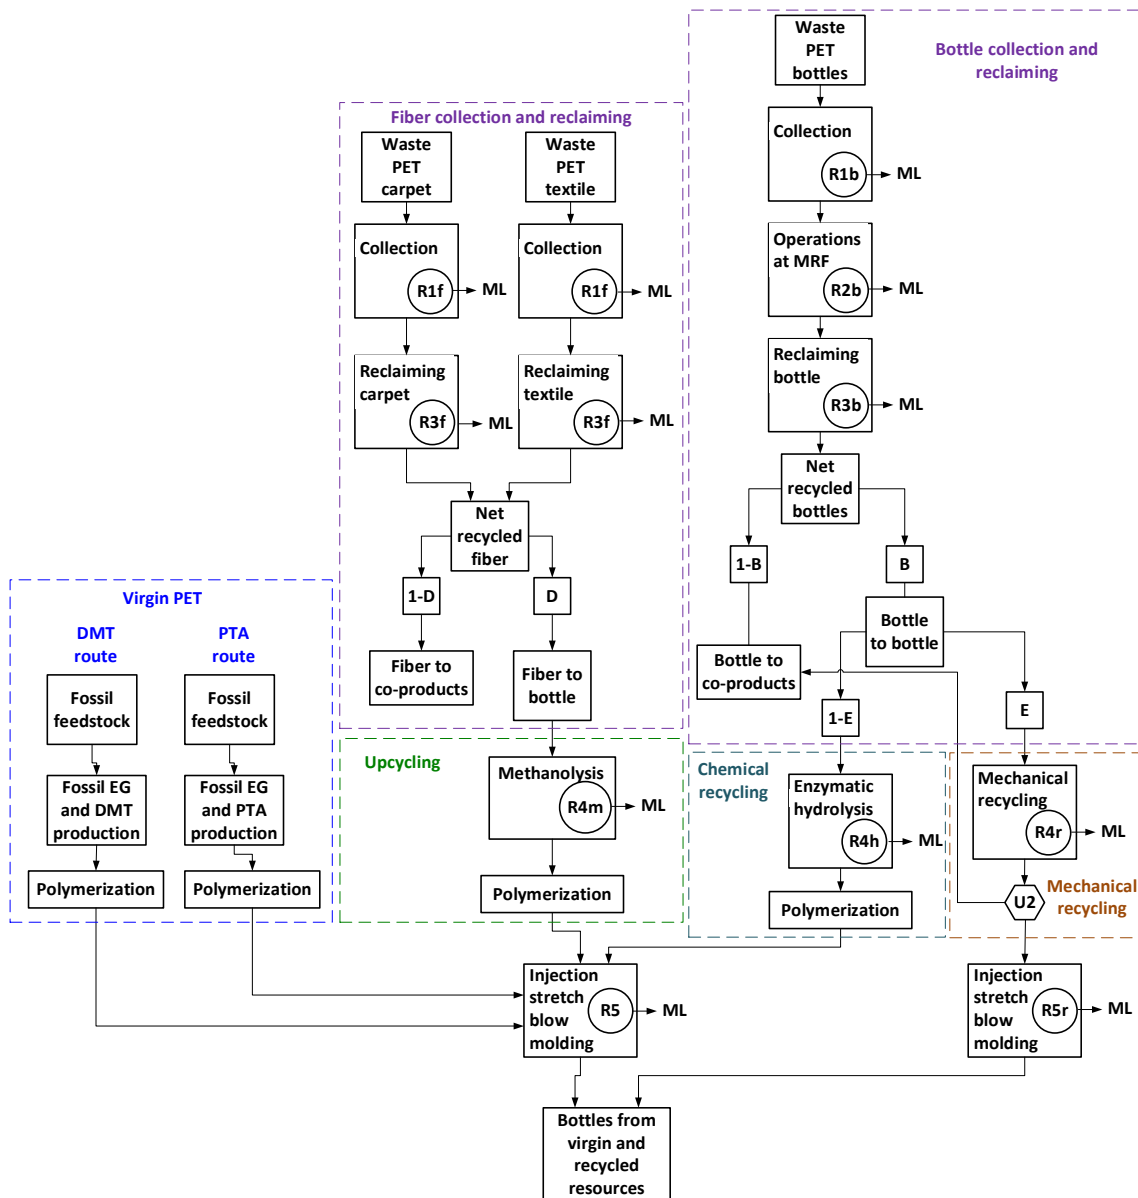 Waste
PET
bottles
Bottle collection and
reclaiming
Collection
R1b
ML
Operations
at MRF
R2b
ML
Reclaiming
bottle
R3b
ML
Net
recycled
bottles
1-B
B
Bottle
to bottle
Bottle to
co-products
1-E
E
Fiber collection and reclaiming
Waste
PET
carpet
Waste
PET
textile
Collection
R1f
ML
Collection
R1f
ML
Reclaiming
carpet
R3f
ML
Reclaiming
textile
R3f
ML
Net
recycled
fiber
1-D
D
Fiber to
co-products
Fiber to
bottle
Virgin PET
DMT
route
PTA
route
Fossil
feedstock
Fossil
feedstock
Fossil EG
and DMT
production
Fossil EG
and PTA
production
Polymerization
Polymerization
Upcycling
Methanolysis
R4m
ML
Polymerization
Chemical
recycling
Enzymatic
hydrolysis
R4h
ML
Polymerization
Mechanical
recycling
R4r
ML
U2
Mechanical
recycling
Injection
stretch
blow
molding
R5
ML
Injection
stretch
blow
molding
R5r
ML
Bottles from
virgin and
recycled
resources